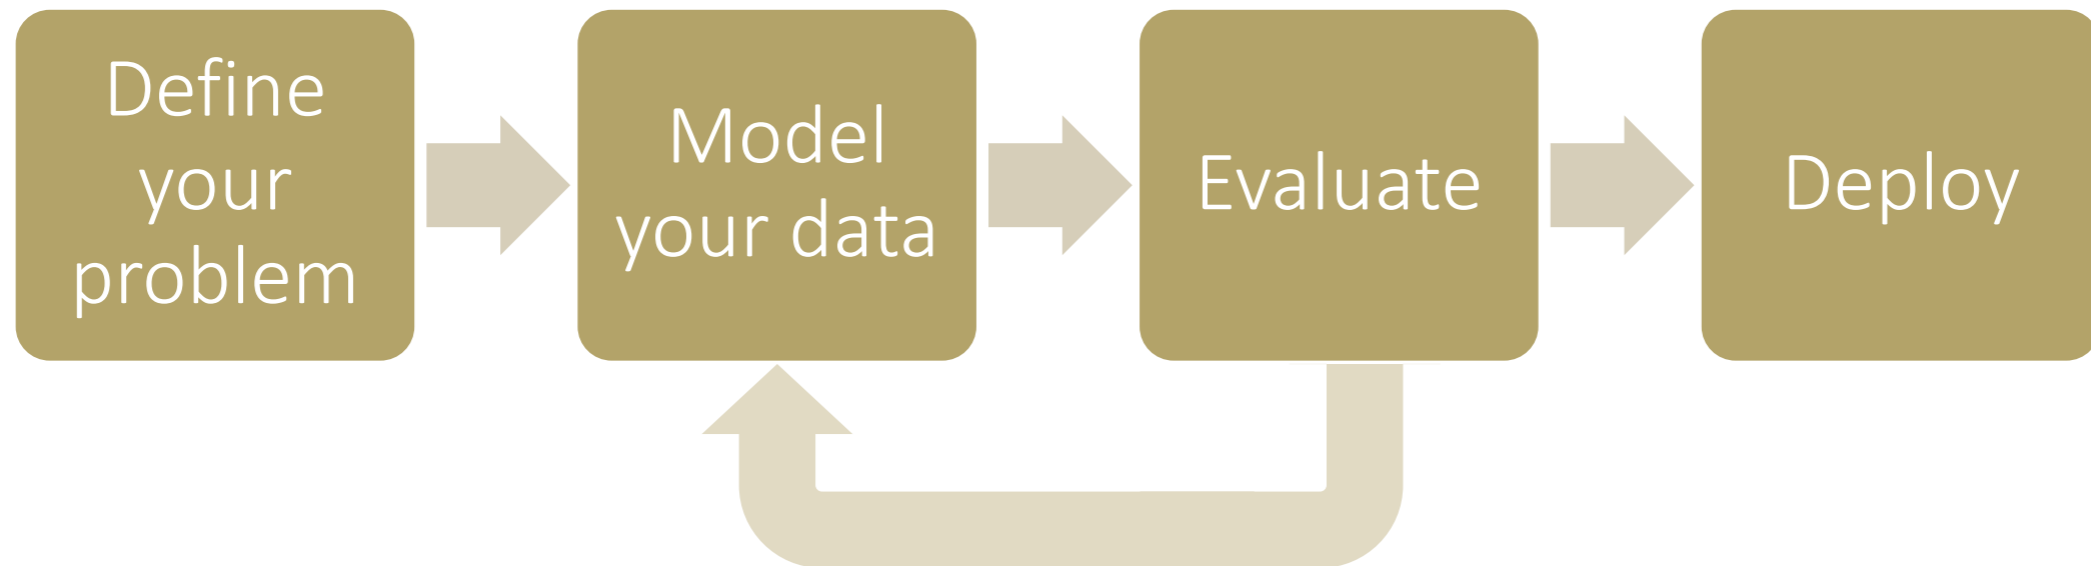 Define
your
problem
Model
your data
Evaluate
Deploy